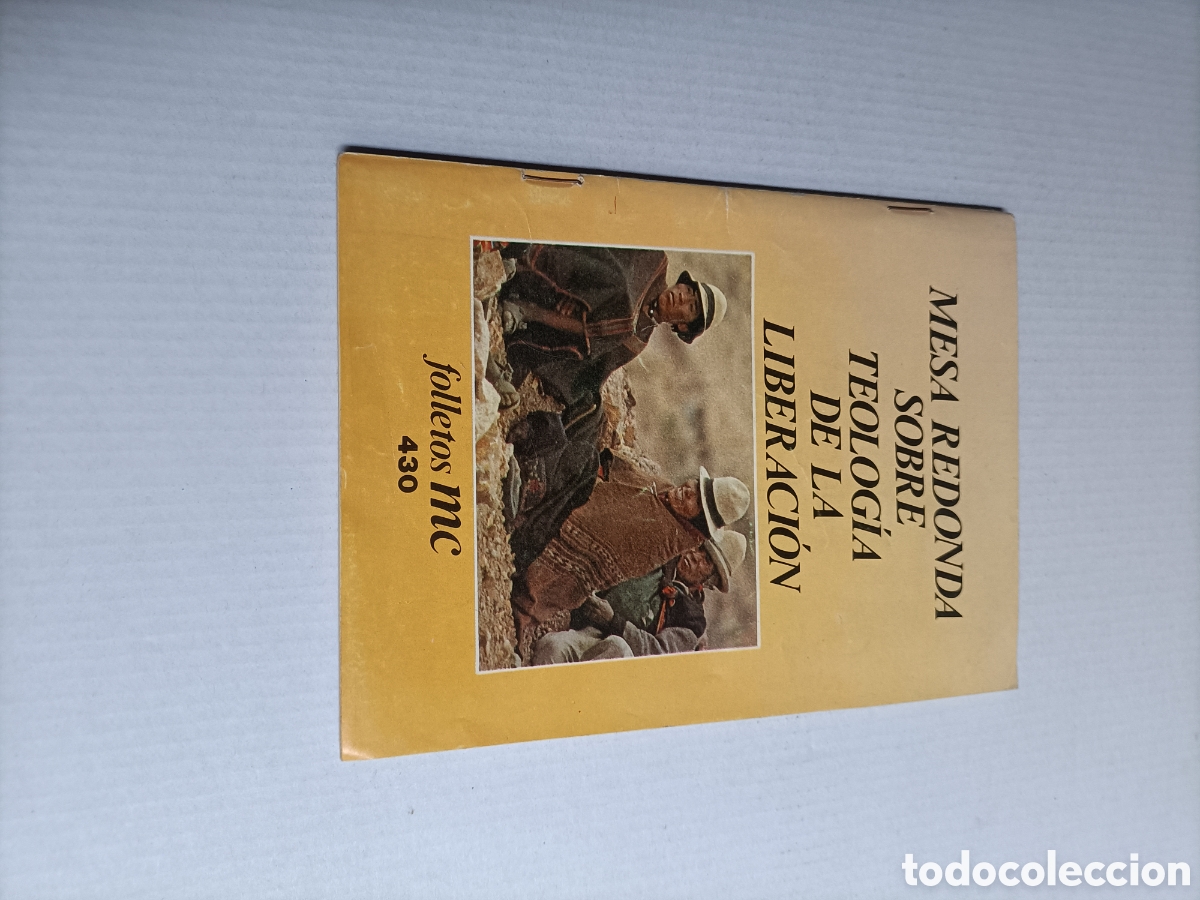 MESA REDONDA
SOBRE
TEOLOGÍA
DE LA
LIBERACIÓN
folletos mc
430
todocoleccion